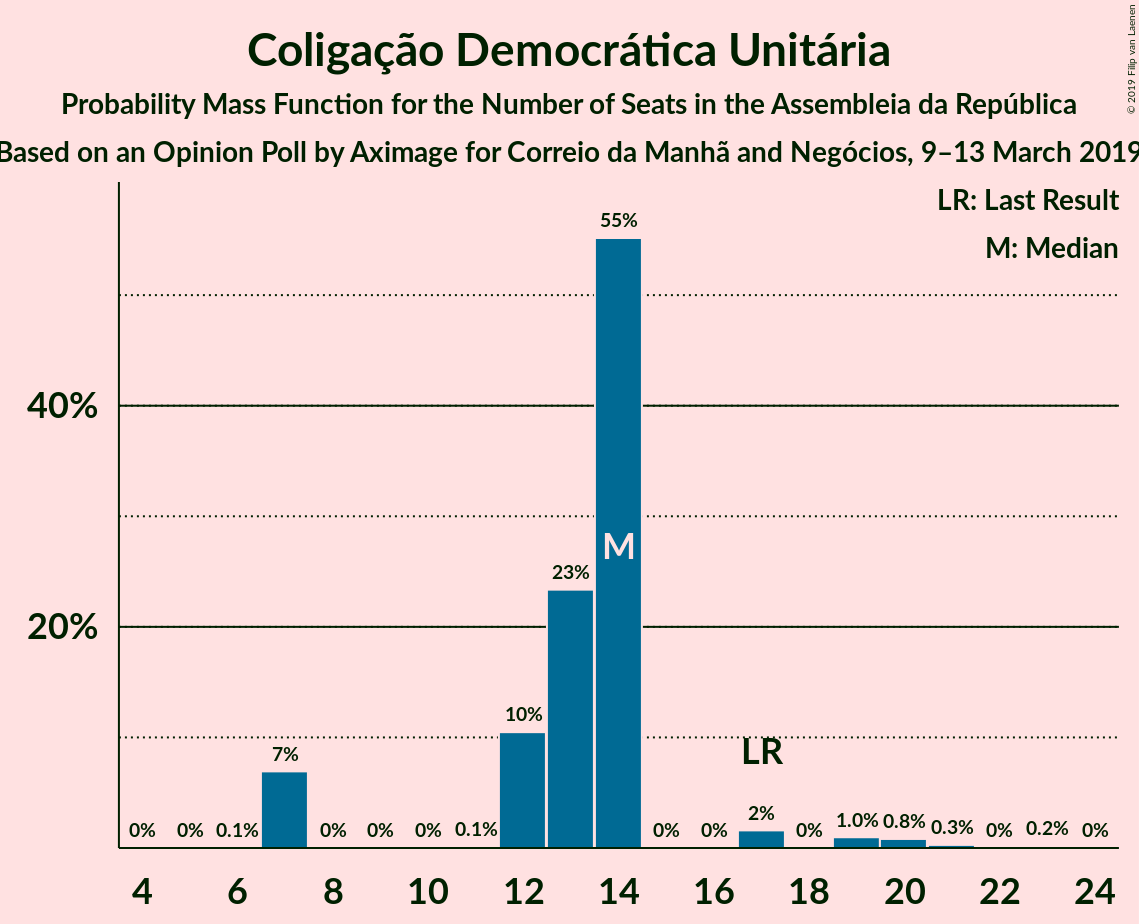 Coligação Democrática Unitária
Probability Mass Function for the Number of Seats in the Assembleia da República
Based on an Opinion Poll by Aximage for Correio da Manhã and Negócios, 9–13 March 2019
© 2019 Filip van Laenen
LR: Last Result
M: Median
55%
40%
M
23%
20%
10%
LR
7%
2%
0% 0% 0.1% 0% 0% 0% 0.1% 0% 0% 0% 1.0% 0.8% 0.3% 0% 0.2% 0%
4 6 8 10 12 14 16 18 20 22 24